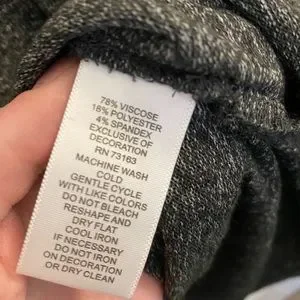 78% VISCOSE
18% POLYESTER
4% SPANDEX
EXCLUSIVE OF
DECORATION
RN 73163
MACHINE WASH
COLD
GENTLE CYCLE
WITH LIKE COLORS
DO NOT BLEACH
RESHAPE AND
DRY FLAT
COOL IRON
IF NECESSARY
DO NOT IRON
ON DECORATION
OR DRY CLEAN